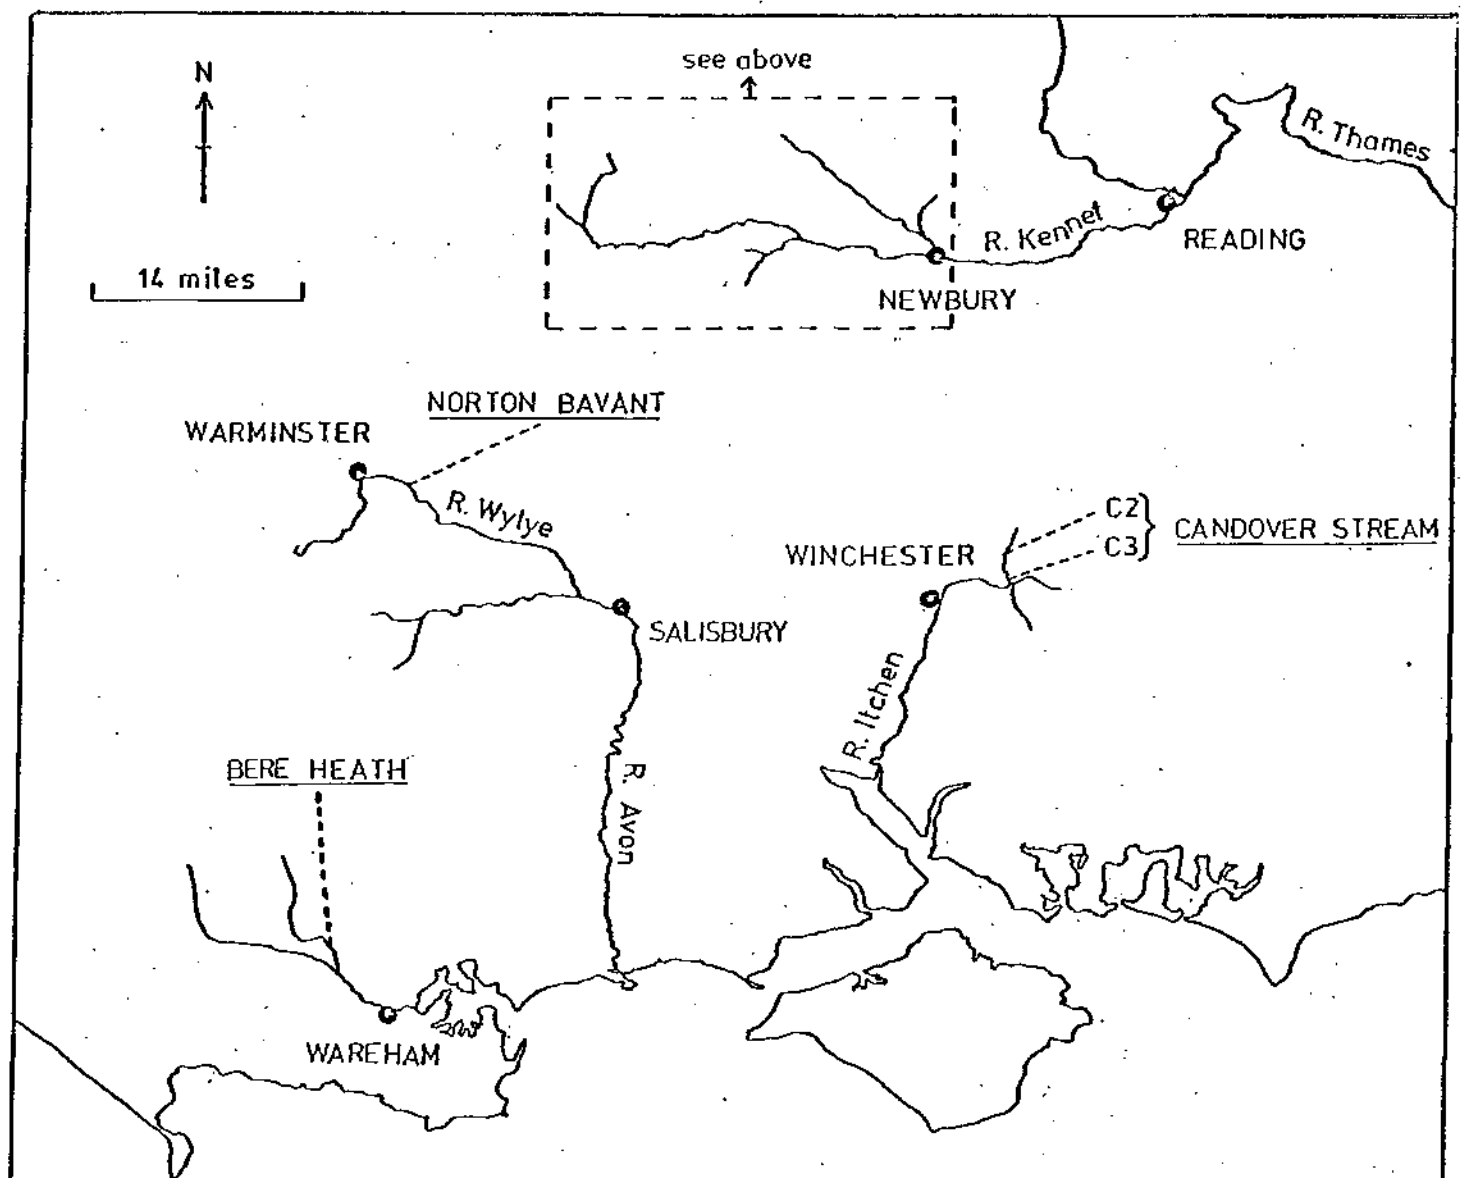 see above
N
R. Thames
R. Kennet
READING
14 miles
NEWBURY
NORTON BAVANT
WARMINSTER
R. Wylye
C2
CANDOVER STREAM
C3
WINCHESTER
SALISBURY
R. Itchen
BERE HEATH
R. Avon
WAREHAM